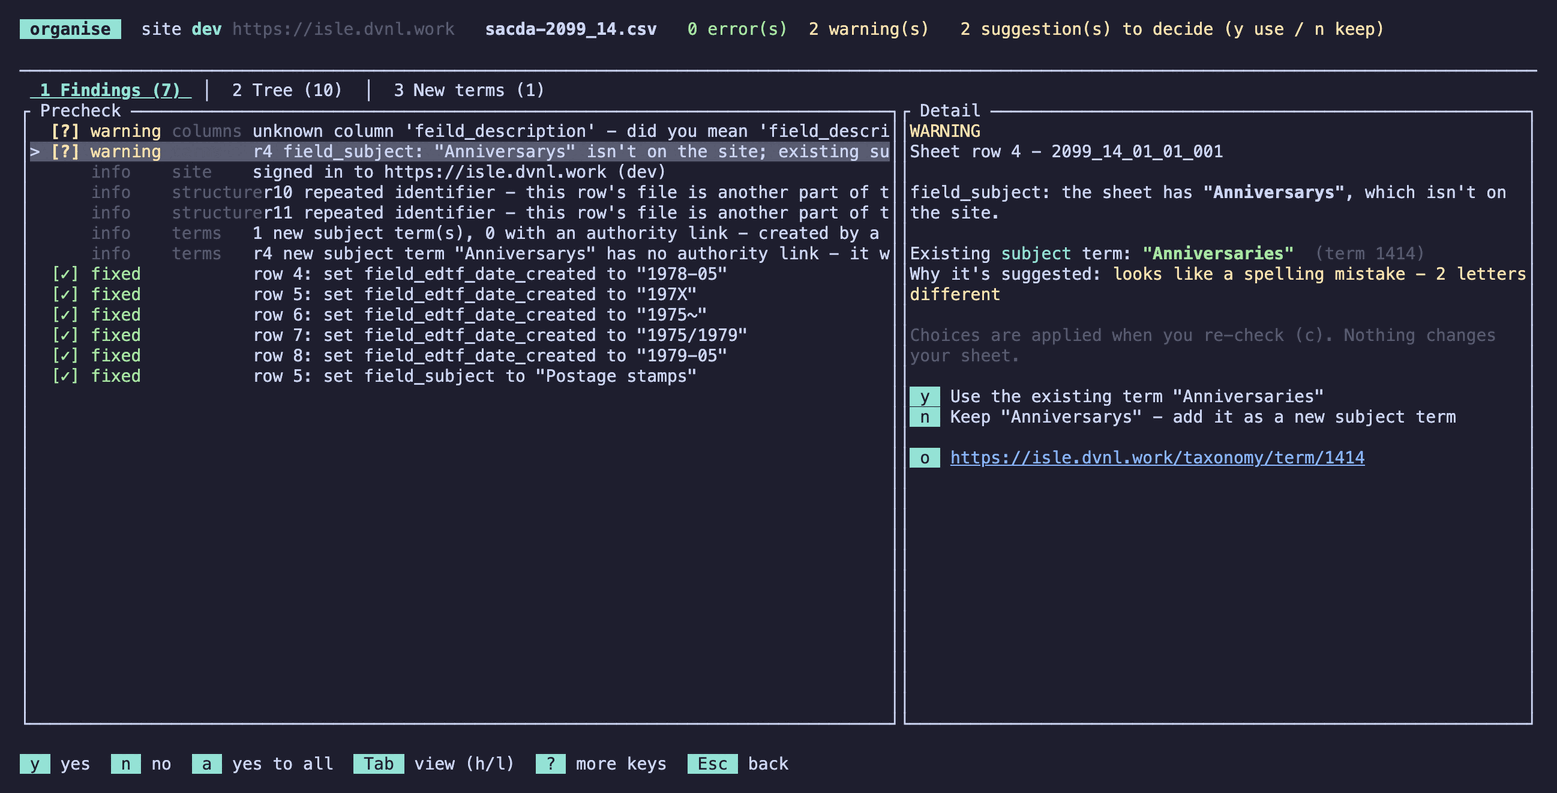 organise site dev https://isle.dvnl.work sacda-2099_14.csv 0 error(s) 2 warning(s) 2 suggestion(s) to decide (y use / n keep)
1 Findings (7) │ 2 Tree (10) │ 3 New terms (1)
Precheck
[?] warning columns unknown column 'feild_description' – did you mean 'field_descri
> [?] warning r4 field_subject: "Anniversarys" isn't on the site; existing su
info site signed in to https://isle.dvnl.work (dev)
info structurer10 repeated identifier – this row's file is another part of t
info structurer11 repeated identifier – this row's file is another part of t
info terms 1 new subject term(s), 0 with an authority link – created by a
info terms r4 new subject term "Anniversarys" has no authority link – it w
[✓] fixed row 4: set field_edtf_date_created to "1978-05"
[✓] fixed row 5: set field_edtf_date_created to "197X"
[✓] fixed row 6: set field_edtf_date_created to "1975~"
[✓] fixed row 7: set field_edtf_date_created to "1975/1979"
[✓] fixed row 8: set field_edtf_date_created to "1979-05"
[✓] fixed row 5: set field_subject to "Postage stamps"
Detail
WARNING
Sheet row 4 – 2099_14_01_01_001
field_subject: the sheet has "Anniversarys", which isn't on
the site.
Existing subject term: "Anniversaries" (term 1414)
Why it's suggested: looks like a spelling mistake – 2 letters
different
Choices are applied when you re-check (c). Nothing changes
your sheet.
y Use the existing term "Anniversaries"
n Keep "Anniversarys" – add it as a new subject term
o https://isle.dvnl.work/taxonomy/term/1414
y yes n no a yes to all Tab view (h/l) ? more keys Esc back